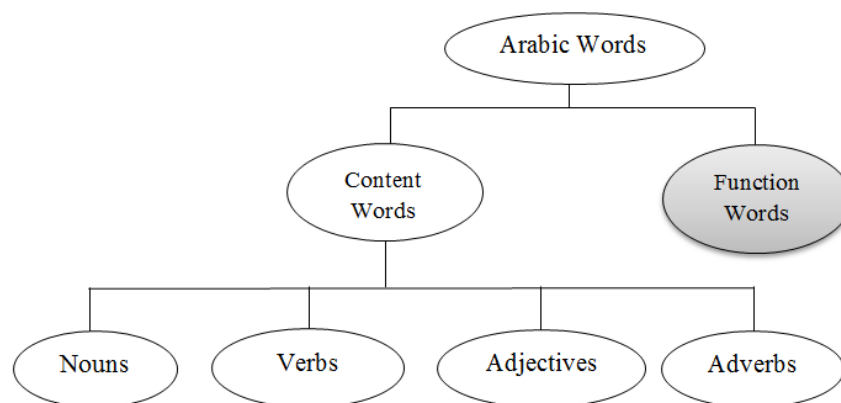 Arabic Words
Content
Words
Function
Words
Nouns
Verbs
Adjectives
Adverbs